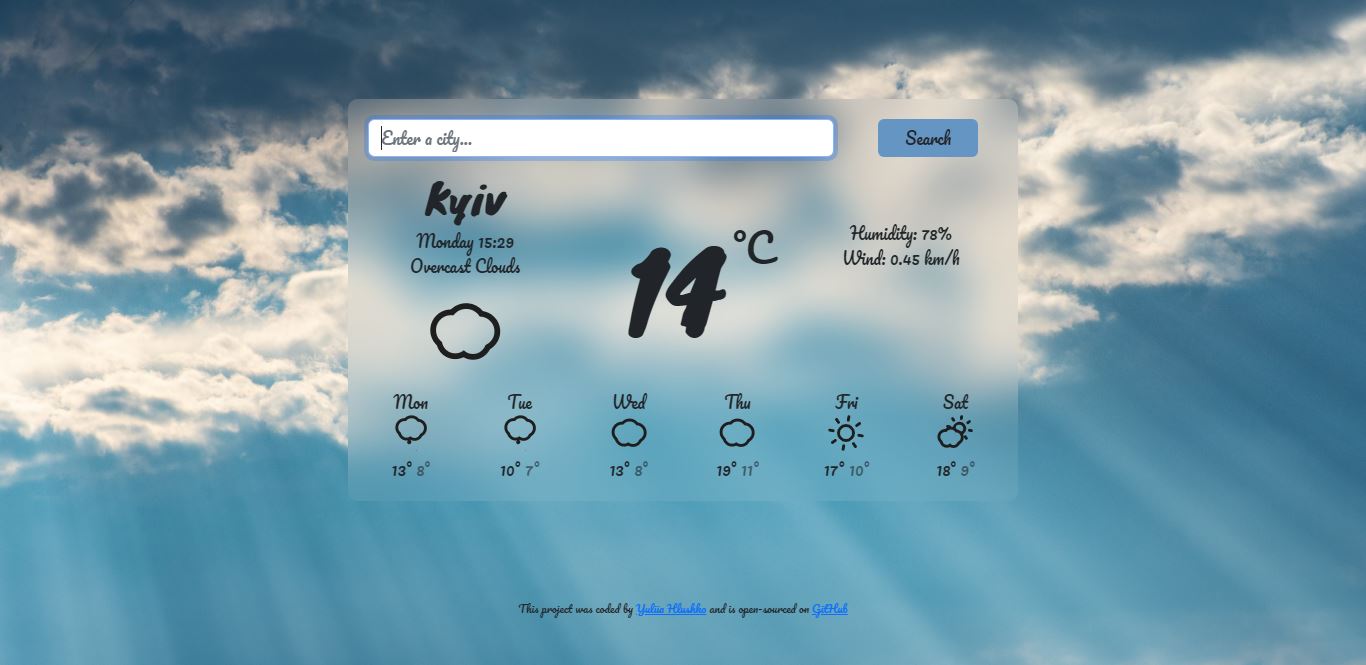 Enter a city...
Search
Kyiv
Monday 15:29
Overcast Clouds
14 °C
Humidity: 78%
Wind: 0.45 km/h
Mon Tue Wed Thu Fri Sat
13° 8° 10° 7° 13° 8° 19° 11° 17° 10° 18° 9°
This project was coded by Yuliia Hlushko and is open-sourced on GitHub